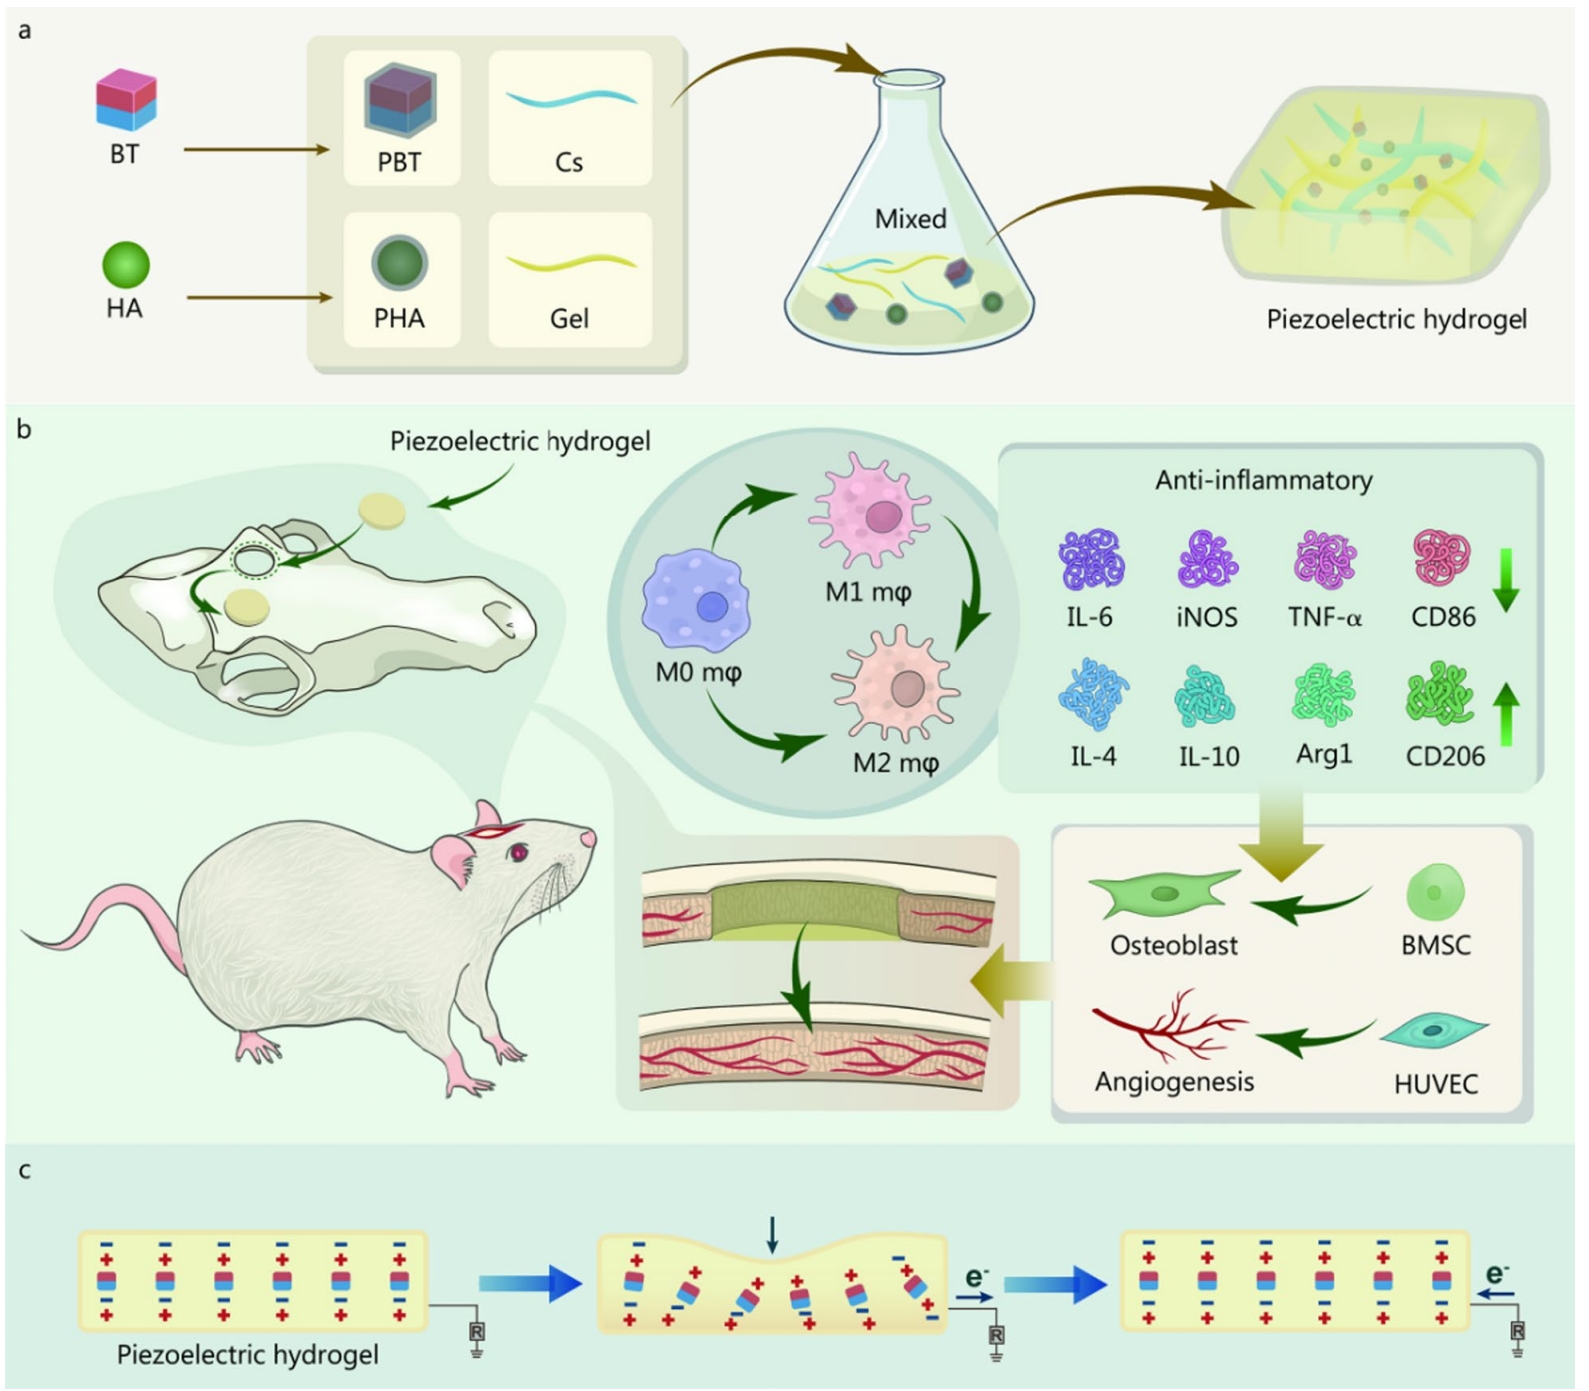 a
BT
PBT
Cs
HA
PHA
Gel
Mixed
Piezoelectric hydrogel
b
Piezoelectric hydrogel
M0 mφ
M1 mφ
M2 mφ
Anti-inflammatory
IL-6
iNOS
TNF-α
CD86
IL-4
IL-10
Arg1
CD206
Osteoblast
BMSC
Angiogenesis
HUVEC
c
- - - - - -
+ + + + + +
- - - - - -
+ + + + + +
R
Piezoelectric hydrogel
e-
R
- - - - - -
+ + + + + +
- - - - - -
+ + + + + +
e-
R